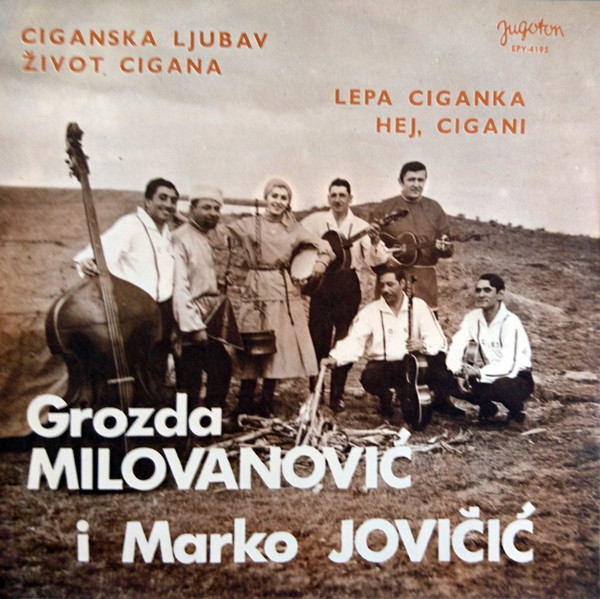 CIGANSKA LJUBAV
ŽIVOT CIGANA
Jugoton
EPY-4195
LEPA CIGANKA
HEJ, CIGANI
Grozda
MILOVANOVIĆ
i Marko JOVIČIĆ